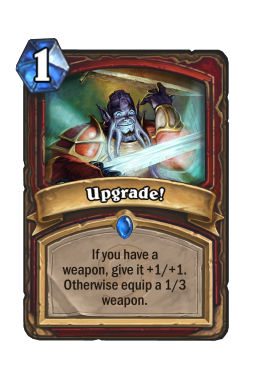 1
Upgrade!
If you have a
weapon, give it +1/+1.
Otherwise equip a 1/3
weapon.